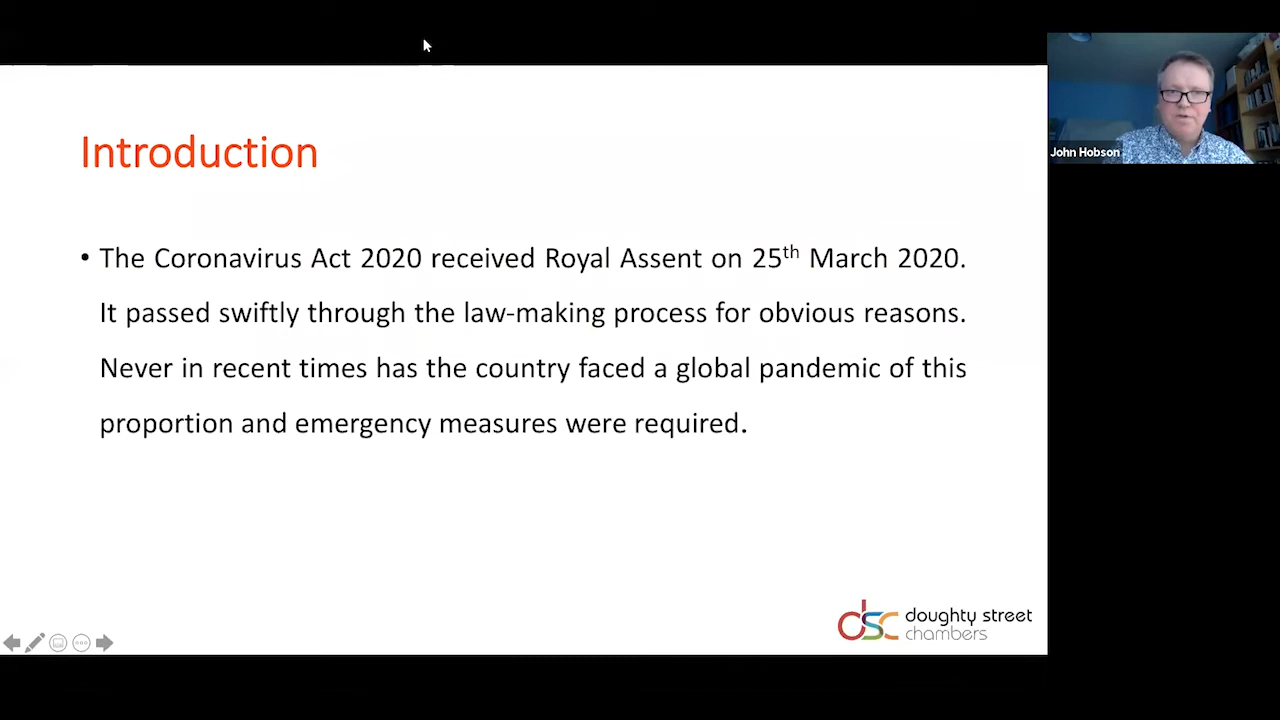 Introduction
• The Coronavirus Act 2020 received Royal Assent on 25th March 2020.
It passed swiftly through the law-making process for obvious reasons.
Never in recent times has the country faced a global pandemic of this
proportion and emergency measures were required.
dsc doughty street
chambers
John Hobson